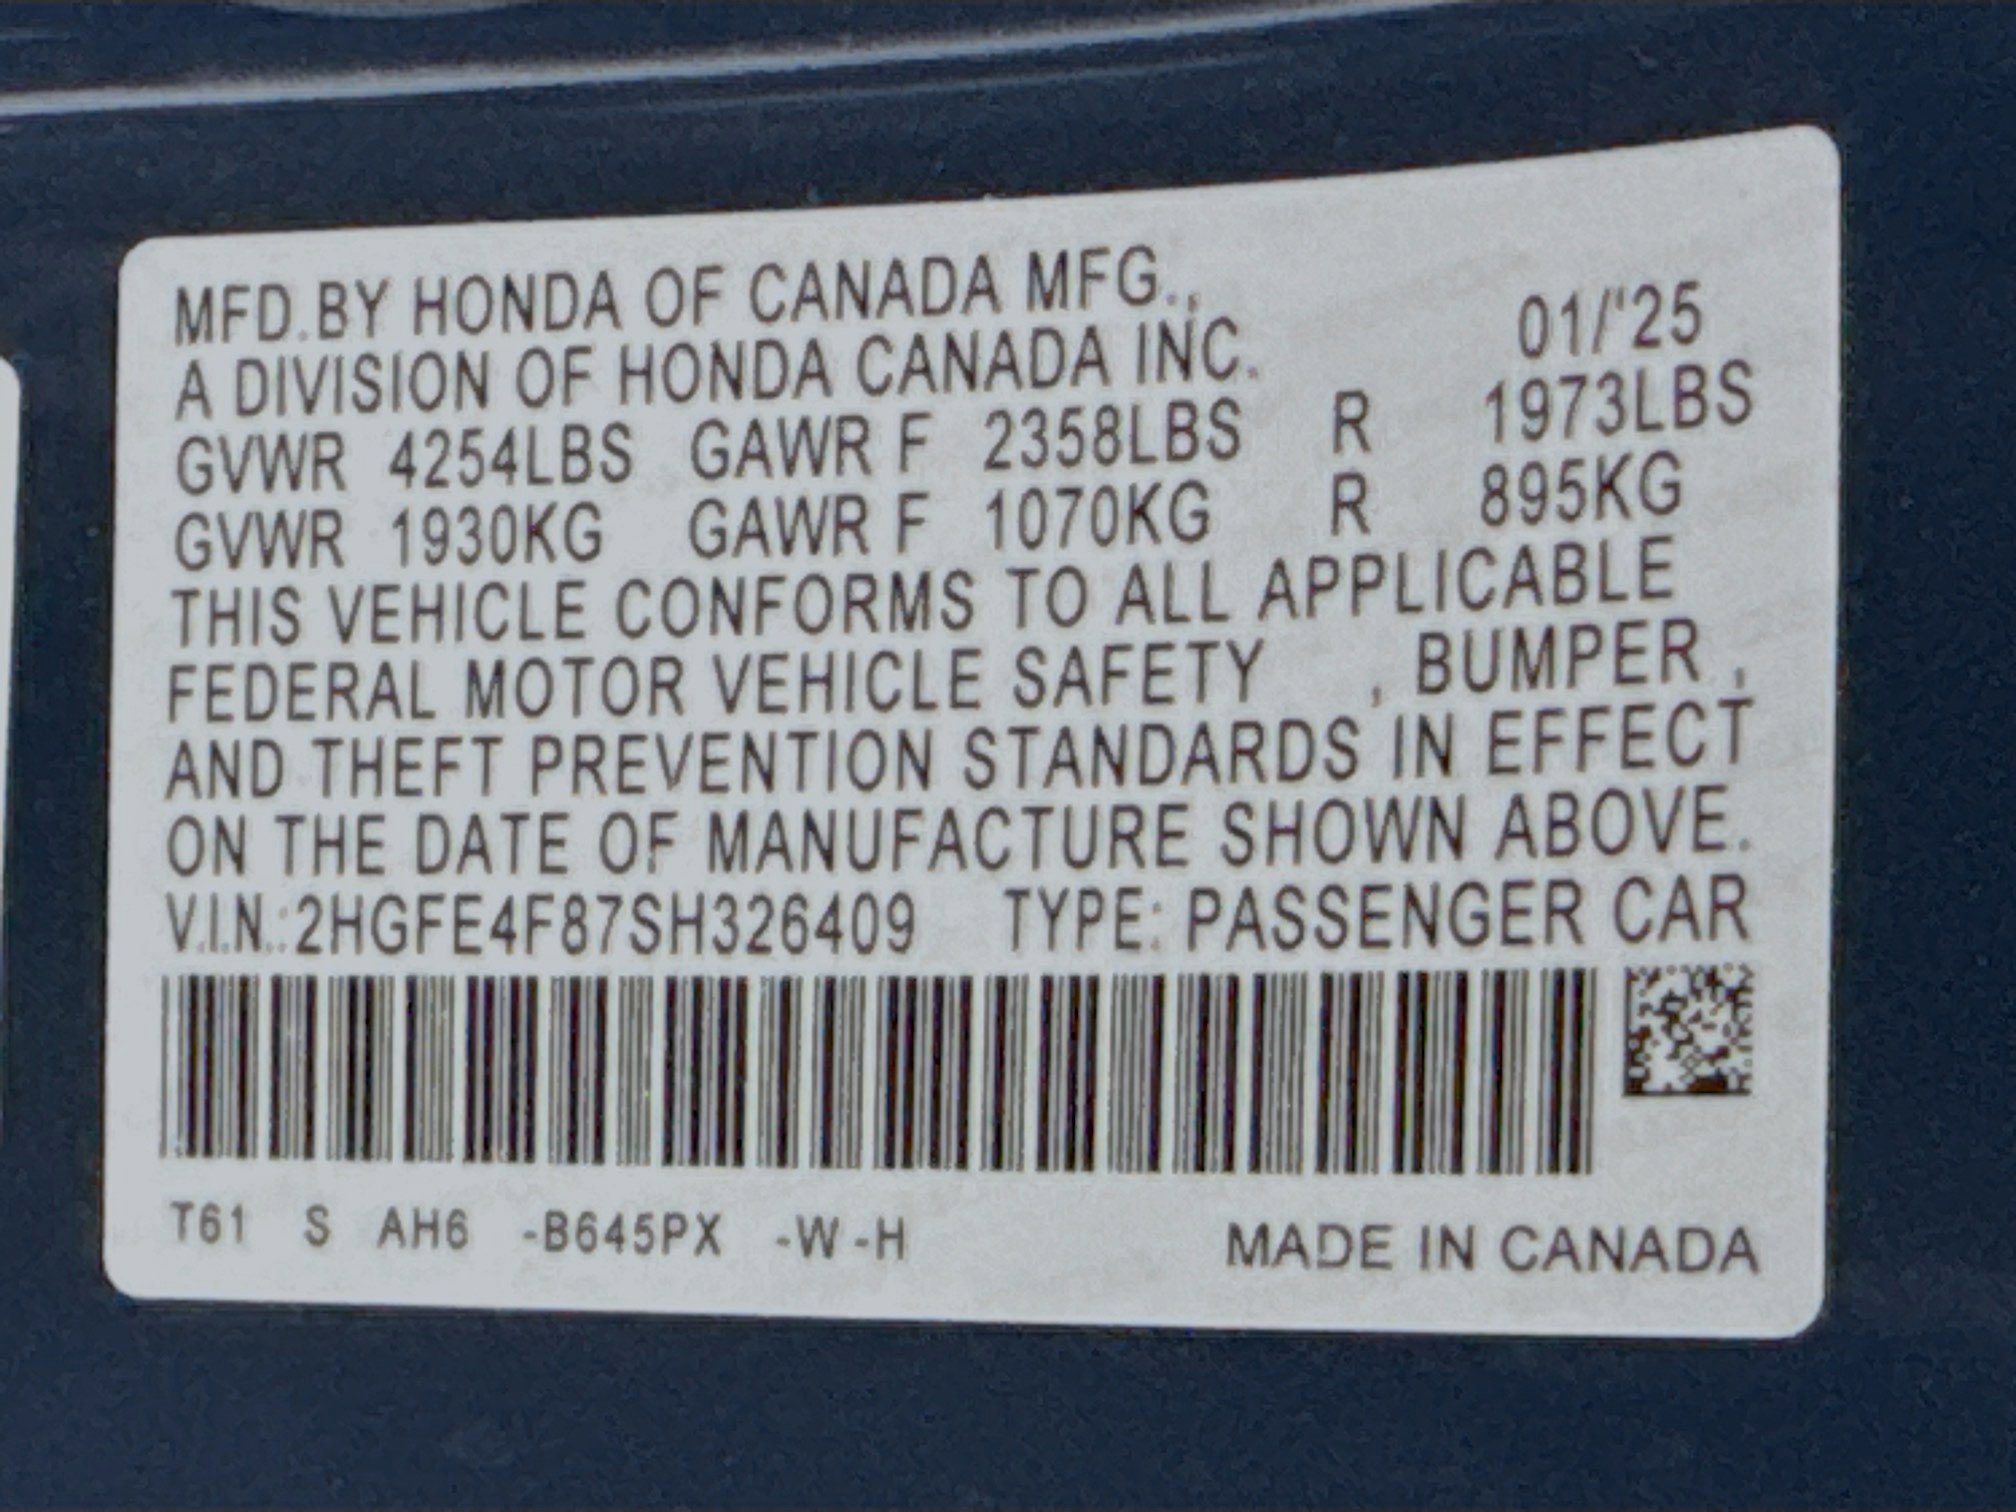 MFD.BY HONDA OF CANADA MFG.,
A DIVISION OF HONDA CANADA INC. 01/'25
GVWR 4254LBS GAWR F 2358LBS R 1973LBS
GVWR 1930KG GAWR F 1070KG R 895KG
THIS VEHICLE CONFORMS TO ALL APPLICABLE
FEDERAL MOTOR VEHICLE SAFETY , BUMPER ,
AND THEFT PREVENTION STANDARDS IN EFFECT
ON THE DATE OF MANUFACTURE SHOWN ABOVE.
V.I.N.:2HGFE4F87SH326409 TYPE: PASSENGER CAR
T61 S AH6 -B645PX -W -H MADE IN CANADA